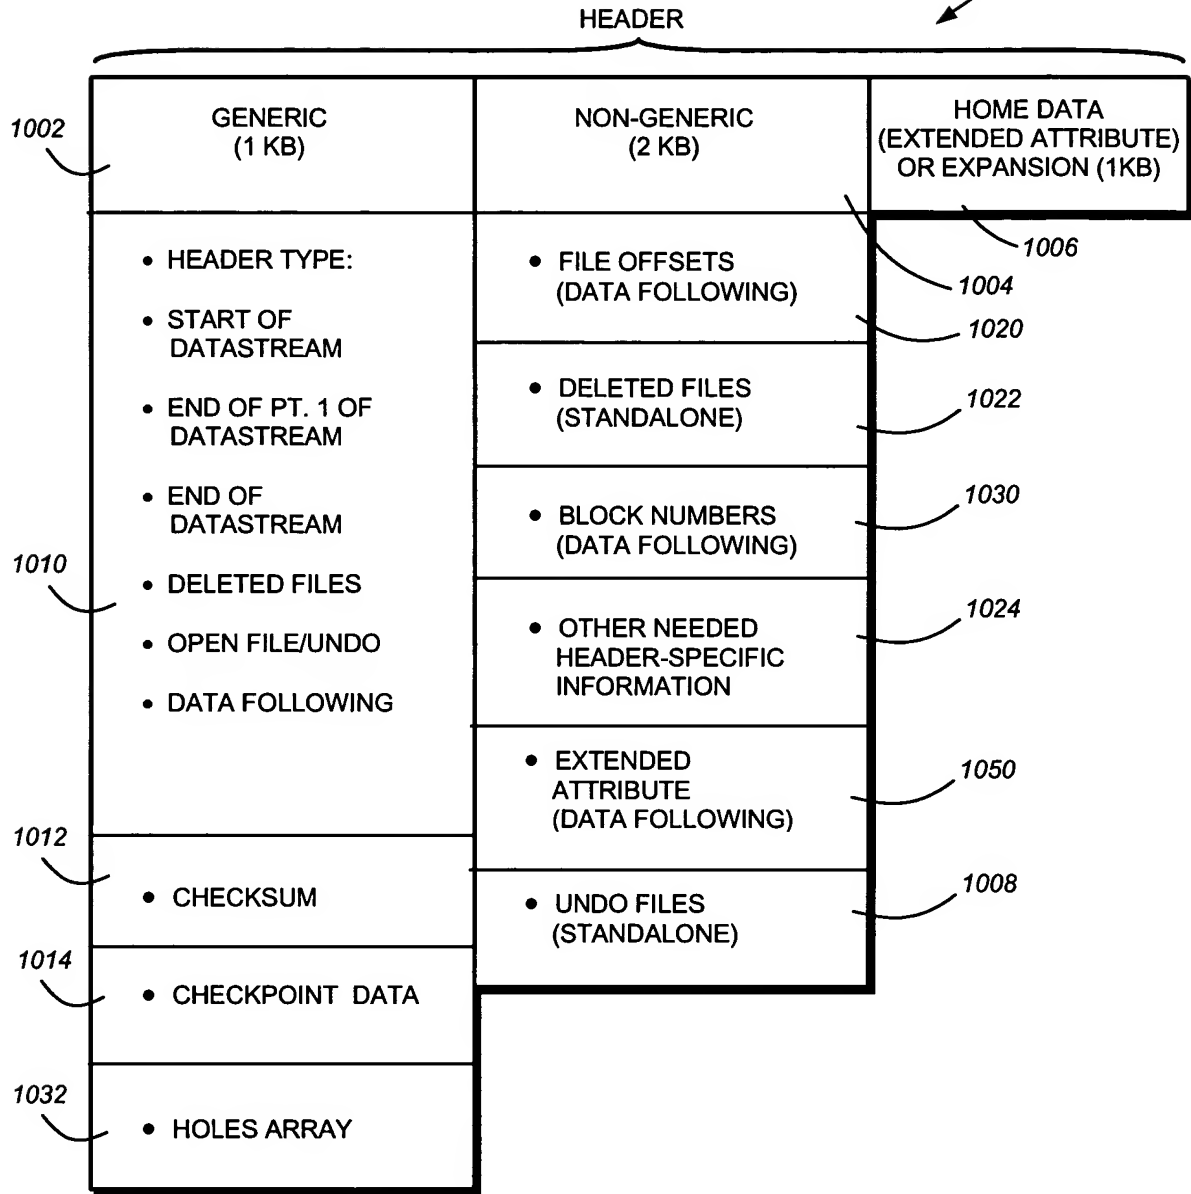 HEADER
1002
GENERIC
(1 KB)
NON-GENERIC
(2 KB)
HOME DATA
(EXTENDED ATTRIBUTE)
OR EXPANSION (1KB)
1006
1004
• HEADER TYPE:
• START OF
DATASTREAM
• END OF PT. 1 OF
DATASTREAM
• END OF
DATASTREAM
• DELETED FILES
• OPEN FILE/UNDO
• DATA FOLLOWING
1010
1012
• CHECKSUM
1014
• CHECKPOINT DATA
1032
• HOLES ARRAY
• FILE OFFSETS
(DATA FOLLOWING)
1020
• DELETED FILES
(STANDALONE)
1022
• BLOCK NUMBERS
(DATA FOLLOWING)
1030
• OTHER NEEDED
HEADER-SPECIFIC
INFORMATION
1024
• EXTENDED
ATTRIBUTE
(DATA FOLLOWING)
1050
• UNDO FILES
(STANDALONE)
1008